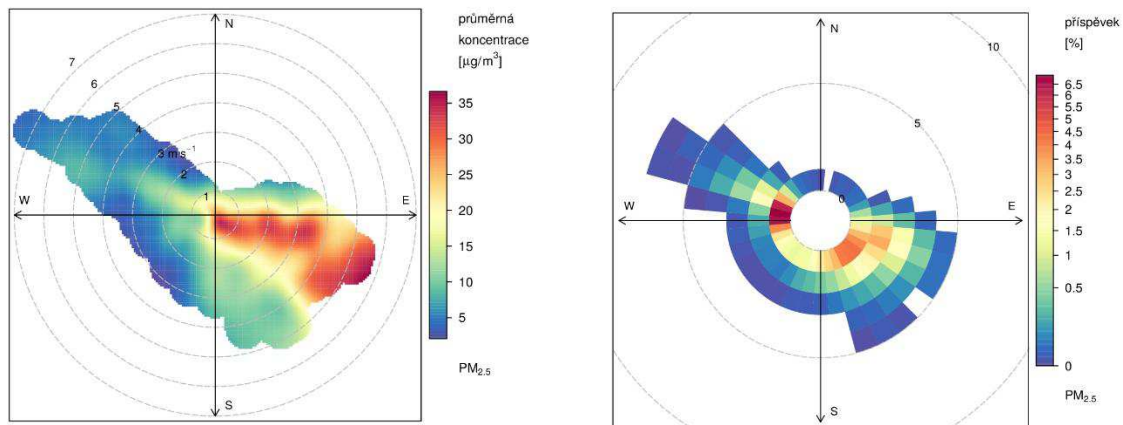 N
průměrná
koncentrace
[μg/m³]
7
6
5
4
3 m s⁻¹
2
1
W
E
S
35
30
25
20
15
10
5
PM₂.₅
N
příspěvek
[%]
10
5
0
W
E
S
6.5
6
5.5
5
4.5
4
3.5
3
2.5
2
1.5
1
0.5
0
PM₂.₅